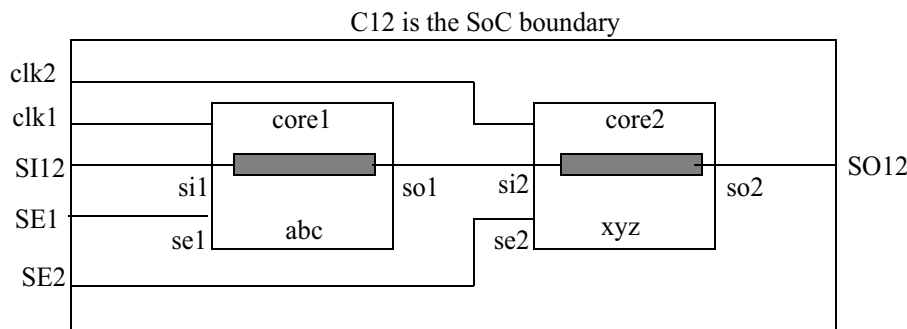 C12 is the SoC boundary
clk2
clk1
core1
core2
SI12
SO12
si1
so1
si2
so2
SE1
se1
abc
se2
xyz
SE2